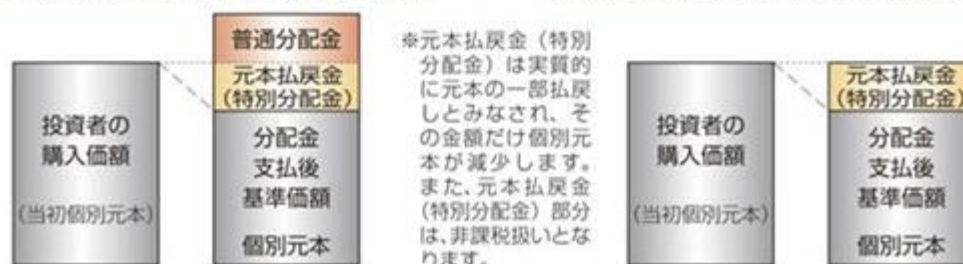 普通分配金
元本払戻金
(特別分配金)
投資者の
購入価額
(当初個別元本)
分配金
支払後
基準価額
個別元本
※元本払戻金(特別
分配金)は実質的
に元本の一部払戻
しとみなされ、そ
の金額だけ個別元
本が減少します。
また、元本払戻金
(特別分配金)部分
は、非課税扱いとな
ります。
投資者の
購入価額
(当初個別元本)
元本払戻金
(特別分配金)
分配金
支払後
基準価額
個別元本